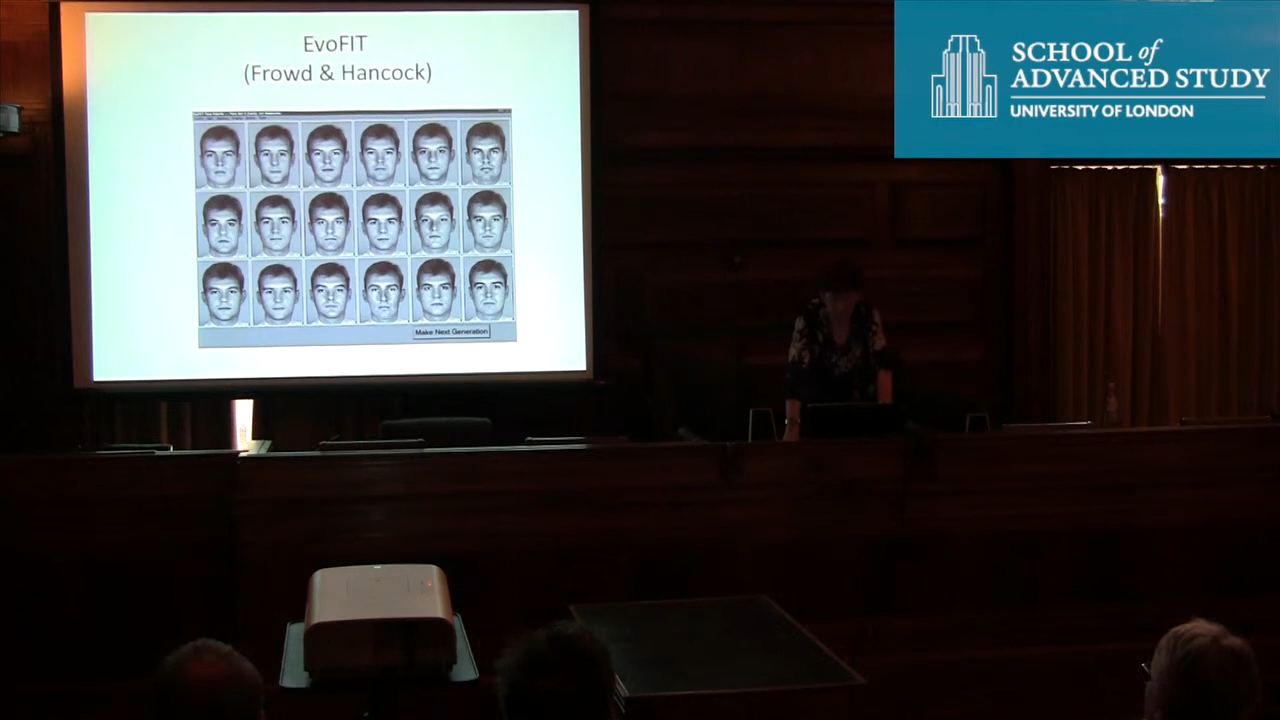 EvoFIT
(Frowd & Hancock)
Make Next Generation
SCHOOL of
ADVANCED STUDY
UNIVERSITY OF LONDON